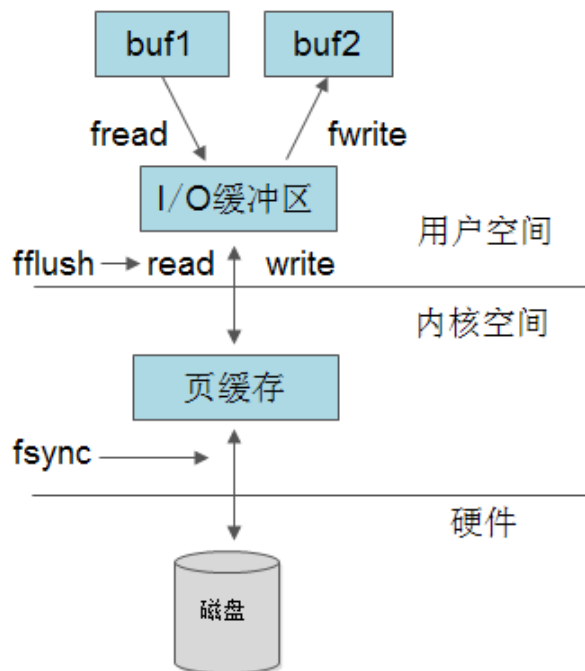 buf1 buf2
fread fwrite
I/O缓冲区
用户空间
fflush read write
内核空间
页缓存
fsync
硬件
磁盘